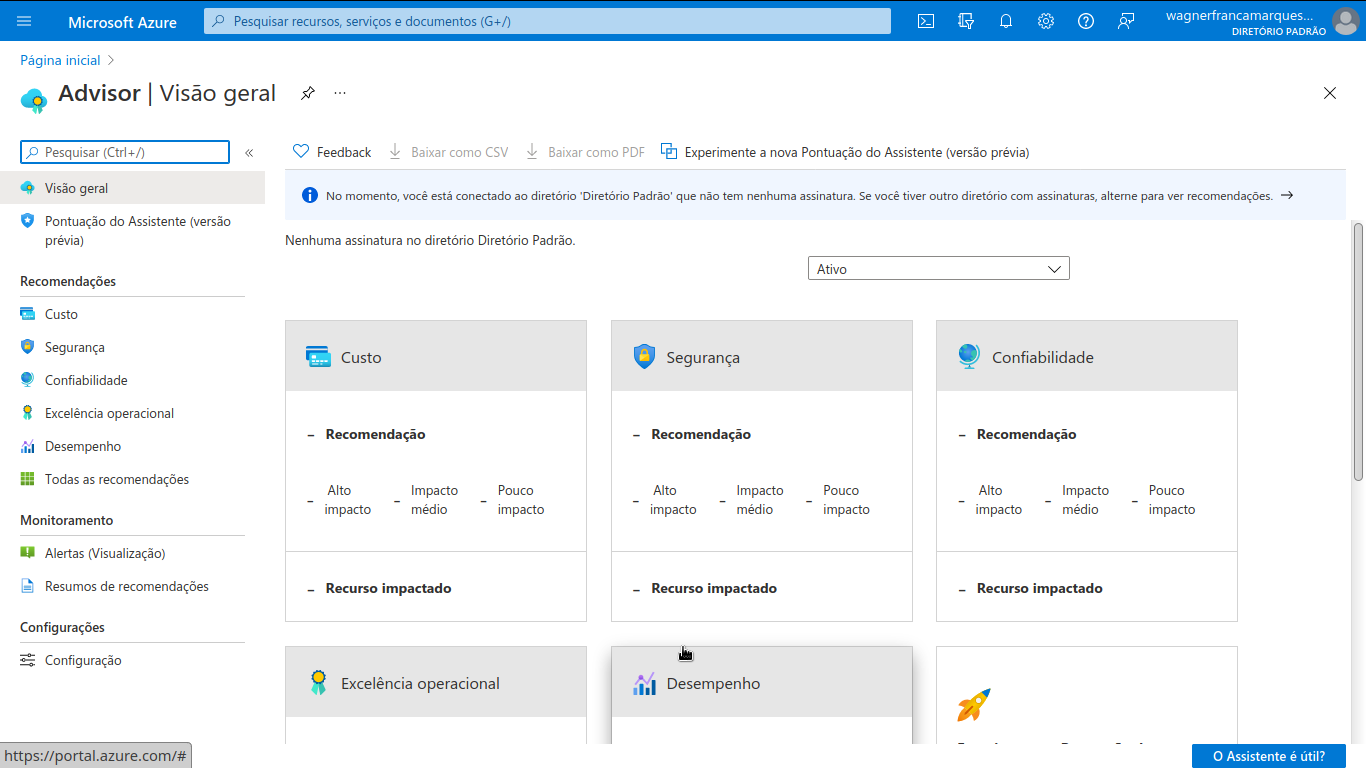 Microsoft Azure
Pesquisar recursos, serviços e documentos (G+/)
wagnerfrancamarques...
DIRETÓRIO PADRÃO
Página inicial
Advisor | Visão geral
Pesquisar (Ctrl+/)
Visão geral
Pontuação do Assistente (versão
prévia)
Recomendações
Custo
Segurança
Confiabilidade
Excelência operacional
Desempenho
Todas as recomendações
Monitoramento
Alertas (Visualização)
Resumos de recomendações
Configurações
Configuração
Feedback
Baixar como CSV
Baixar como PDF
Experimente a nova Pontuação do Assistente (versão prévia)
No momento, você está conectado ao diretório 'Diretório Padrão' que não tem nenhuma assinatura. Se você tiver outro diretório com assinaturas, alterne para ver recomendações.
Nenhuma assinatura no diretório Diretório Padrão.
Ativo
Custo
– Recomendação
– Alto impacto – Impacto médio – Pouco impacto
– Recurso impactado
Segurança
– Recomendação
– Alto impacto – Impacto médio – Pouco impacto
– Recurso impactado
Confiabilidade
– Recomendação
– Alto impacto – Impacto médio – Pouco impacto
– Recurso impactado
Excelência operacional
Desempenho
https://portal.azure.com/#
O Assistente é útil?